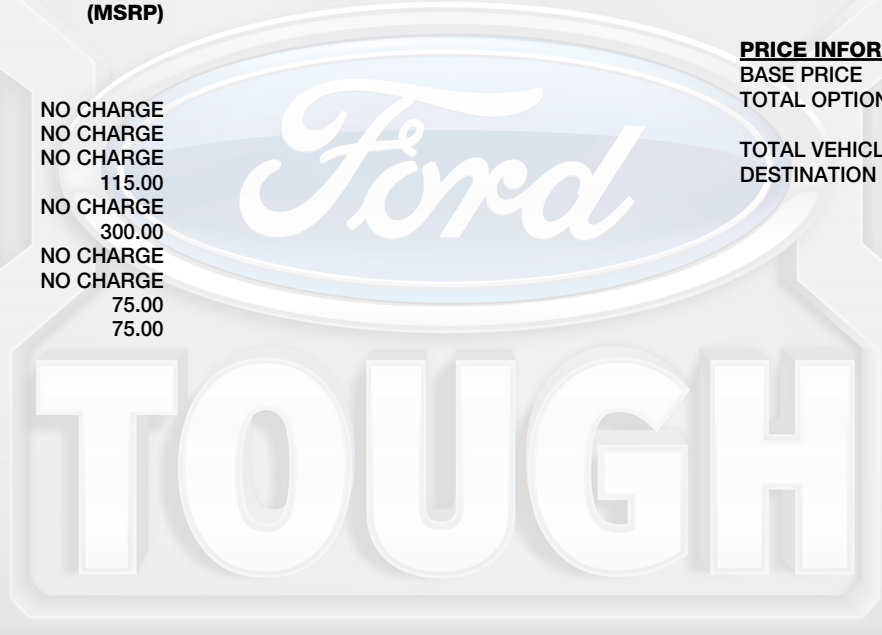 (MSRP)
NO CHARGE
NO CHARGE
NO CHARGE
115.00
NO CHARGE
300.00
NO CHARGE
NO CHARGE
75.00
75.00
PRICE INFOR
BASE PRICE
TOTAL OPTION
TOTAL VEHICL
DESTINATION
Ford
TOUGH